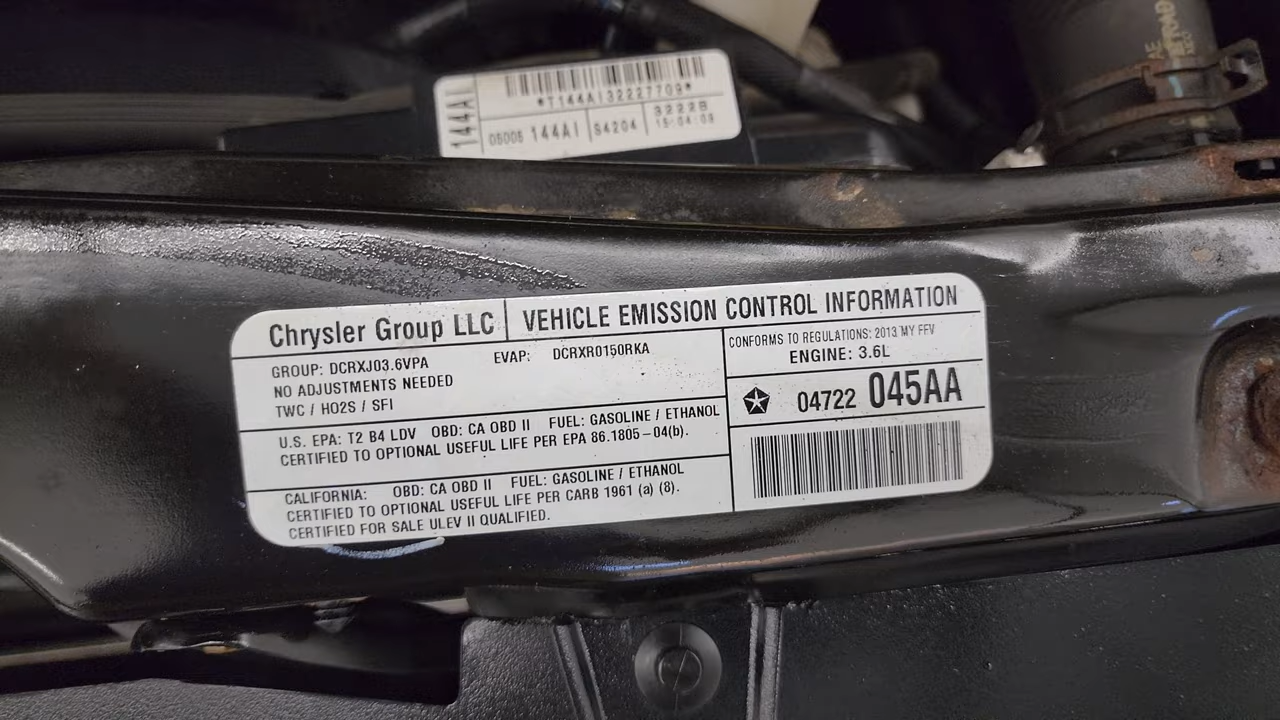 144AI
*T144AI32227709*
05005 144AI
S4204
3222B
15:04:09
Chrysler Group LLC
VEHICLE EMISSION CONTROL INFORMATION
GROUP: DCRXJ03.6VPA
EVAP: DCRXR0150RKA
NO ADJUSTMENTS NEEDED
TWC / HO2S / SFI
CONFORMS TO REGULATIONS: 2013 MY FFV
ENGINE: 3.6L
04722 045AA
U.S. EPA: T2 B4 LDV OBD: CA OBD II FUEL: GASOLINE / ETHANOL
CERTIFIED TO OPTIONAL USEFUL LIFE PER EPA 86.1805-04(b).
CALIFORNIA: OBD: CA OBD II FUEL: GASOLINE / ETHANOL
CERTIFIED TO OPTIONAL USEFUL LIFE PER CARB 1961 (a) (8).
CERTIFIED FOR SALE ULEV II QUALIFIED.